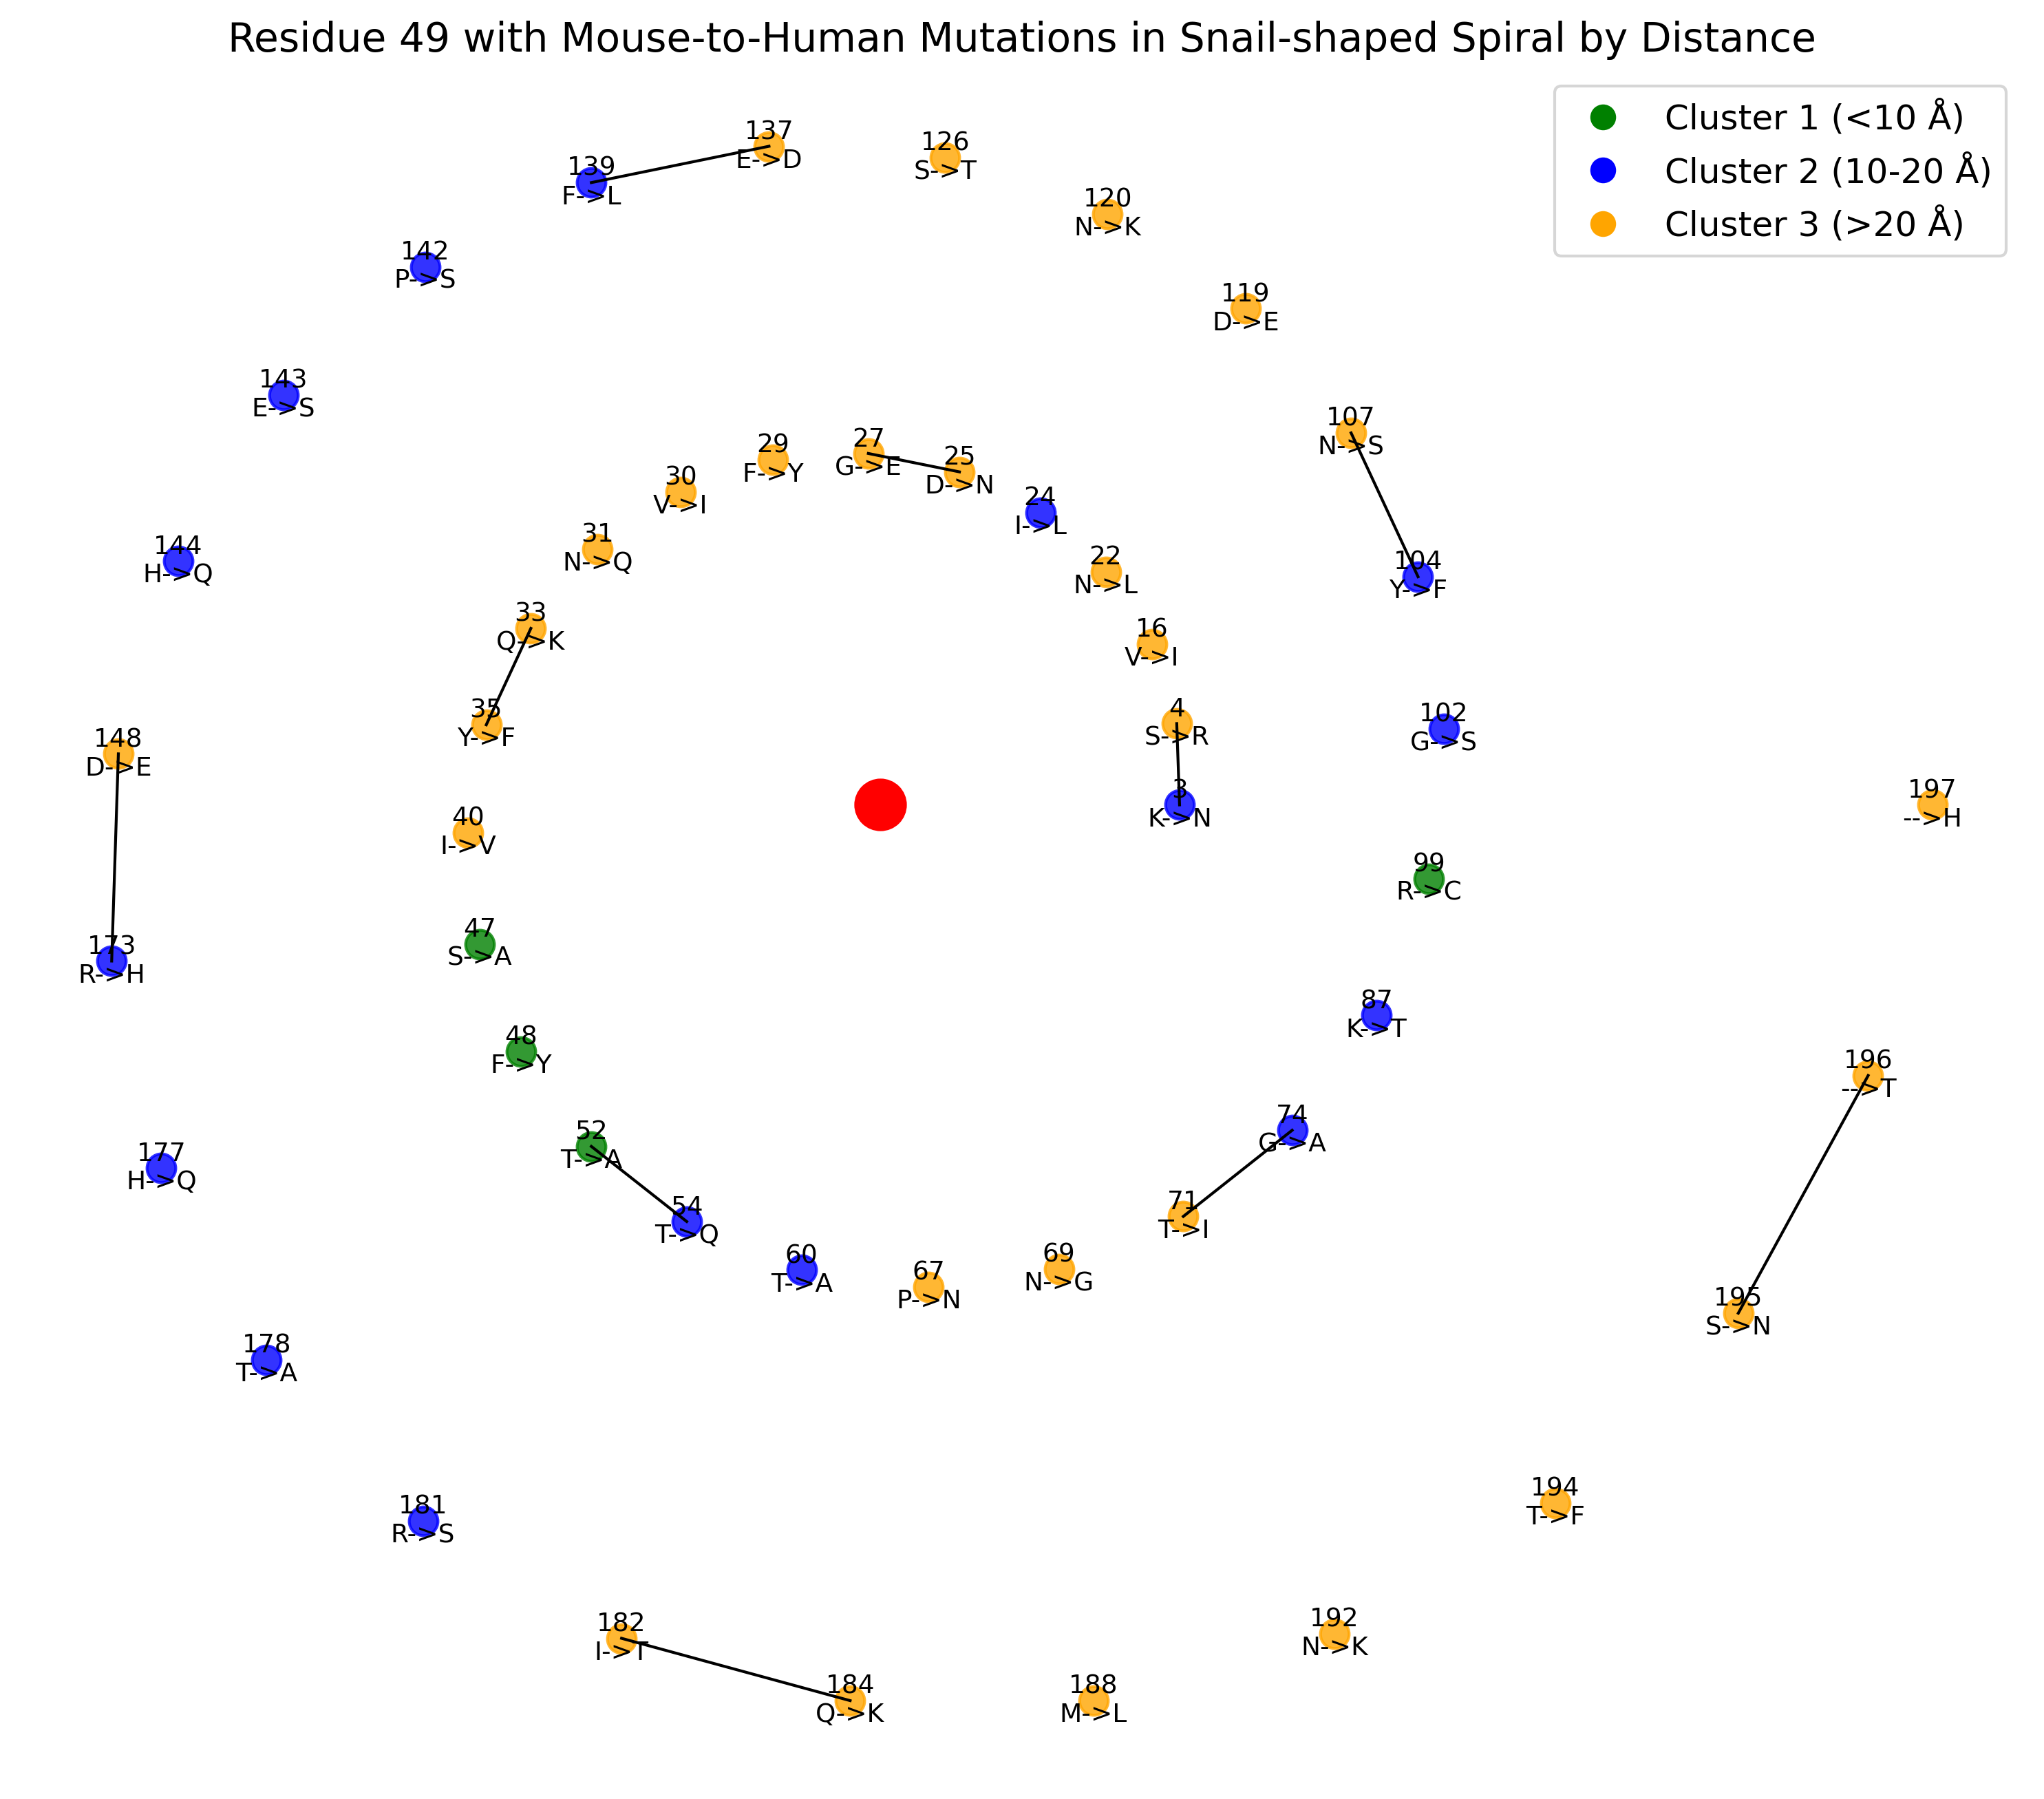 Residue 49 with Mouse-to-Human Mutations in Snail-shaped Spiral by Distance
Cluster 1 (<10 Å)
Cluster 2 (10-20 Å)
Cluster 3 (>20 Å)
3
K->N
4
S->R
16
V->I
22
N->L
24
I->L
25
D->N
27
G->E
29
F->Y
30
V->I
31
N->Q
33
Q->K
35
Y->F
40
I->V
47
S->A
48
F->Y
52
T->A
54
T->Q
60
T->A
67
P->N
69
N->G
71
T->I
74
G->A
87
K->T
99
R->C
102
G->S
104
Y->F
107
N->S
119
D->E
120
N->K
126
S->T
137
E->D
139
F->L
142
P->S
143
E->S
144
H->Q
148
D->E
173
R->H
177
H->Q
178
T->A
181
R->S
182
I->T
184
Q->K
188
M->L
192
N->K
194
T->F
195
S->N
196
-->T
197
-->H